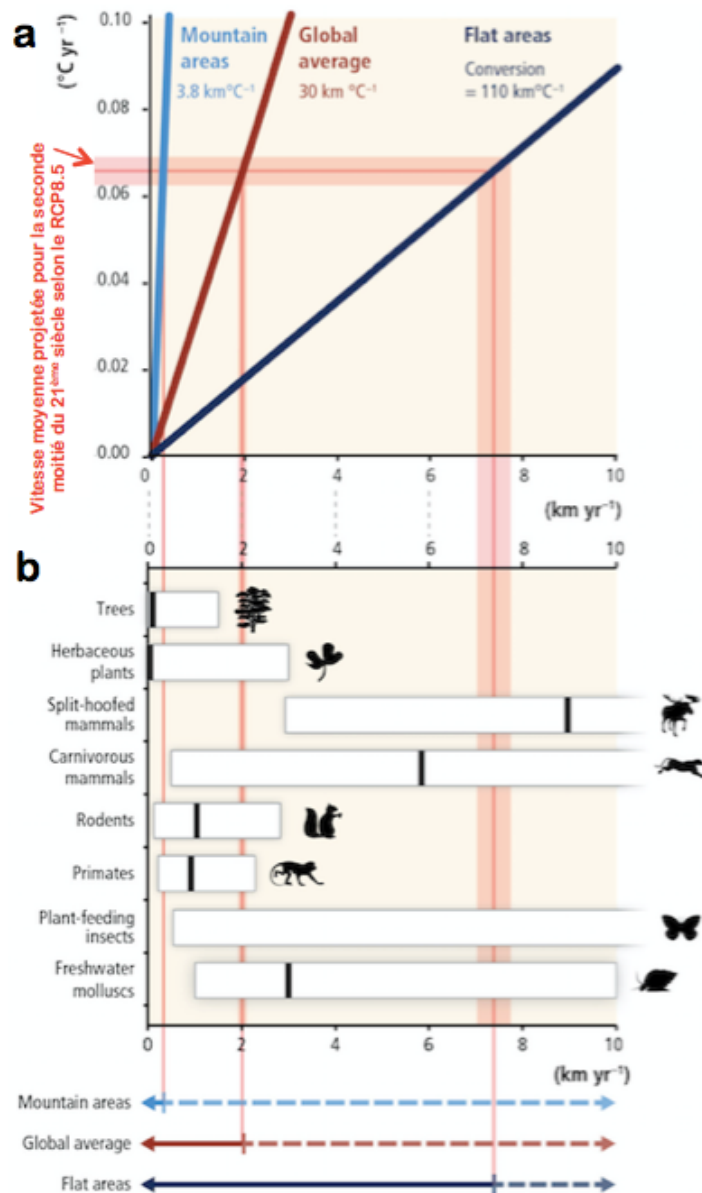 a
(°C yr⁻¹)
Vitesse moyenne projetée pour la seconde
moitié du 21ème siècle selon le RCP8.5
Mountain
areas
3.8 km°C⁻¹
Global
average
30 km °C⁻¹
Flat areas
Conversion
= 110 km°C⁻¹
0.10
0.08
0.06
0.04
0.02
0.00
0 2 4 6 8 10
(km yr⁻¹)
b
0 2 4 6 8 10
Trees
Herbaceous
plants
Split-hoofed
mammals
Carnivorous
mammals
Rodents
Primates
Plant-feeding
insects
Freshwater
molluscs
0 2 4 6 8 10
(km yr⁻¹)
Mountain areas
Global average
Flat areas